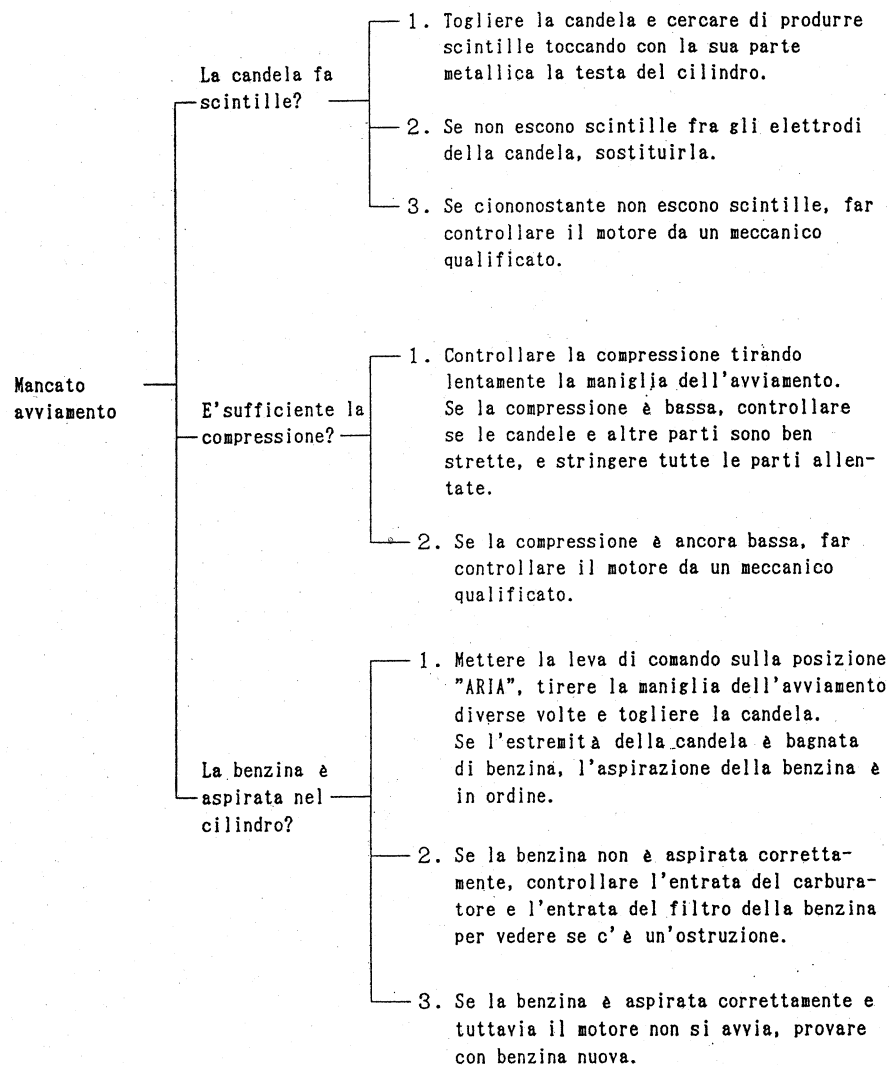 Mancato
avviamento
La candela fa
scintille?
1. Togliere la candela e cercare di produrre
scintille toccando con la sua parte
metallica la testa del cilindro.
2. Se non escono scintille fra gli elettrodi
della candela, sostituirla.
3. Se ciononostante non escono scintille, far
controllare il motore da un meccanico
qualificato.
E'sufficiente la
compressione?
1. Controllare la compressione tirando
lentamente la maniglia dell'avviamento.
Se la compressione è bassa, controllare
se le candele e altre parti sono ben
strette, e stringere tutte le parti allen-
tate.
2. Se la compressione è ancora bassa, far
controllare il motore da un meccanico
qualificato.
La benzina è
aspirata nel
cilindro?
1. Mettere la leva di comando sulla posizione
"ARIA", tirere la maniglia dell'avviamento
diverse volte e togliere la candela.
Se l'estremità della candela è bagnata
di benzina, l'aspirazione della benzina è
in ordine.
2. Se la benzina non è aspirata corretta-
mente, controllare l'entrata del carbura-
tore e l'entrata del filtro della benzina
per vedere se c'è un'ostruzione.
3. Se la benzina è aspirata correttamente e
tuttavia il motore non si avvia, provare
con benzina nuova.